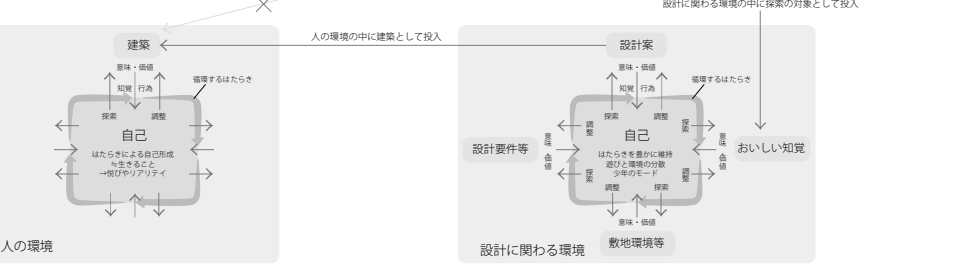 設計に関わる環境の中に探索の対象として投入
人の環境の中に建築として投入
建築
意味・価値
知覚
行為
循環するはたらき
探索
調整
自己
はたらきによる自己形成
≒生きること
→悦びやリアリティ
人の環境
設計案
意味・価値
知覚
行為
循環するはたらき
探索
調整
調整
探索
設計要件等
意味・価値
自己
はたらきを豊かに維持
遊びと環境の分散
少年のモード
意味・価値
おいしい知覚
探索
調整
調整
探索
意味・価値
敷地環境等
設計に関わる環境